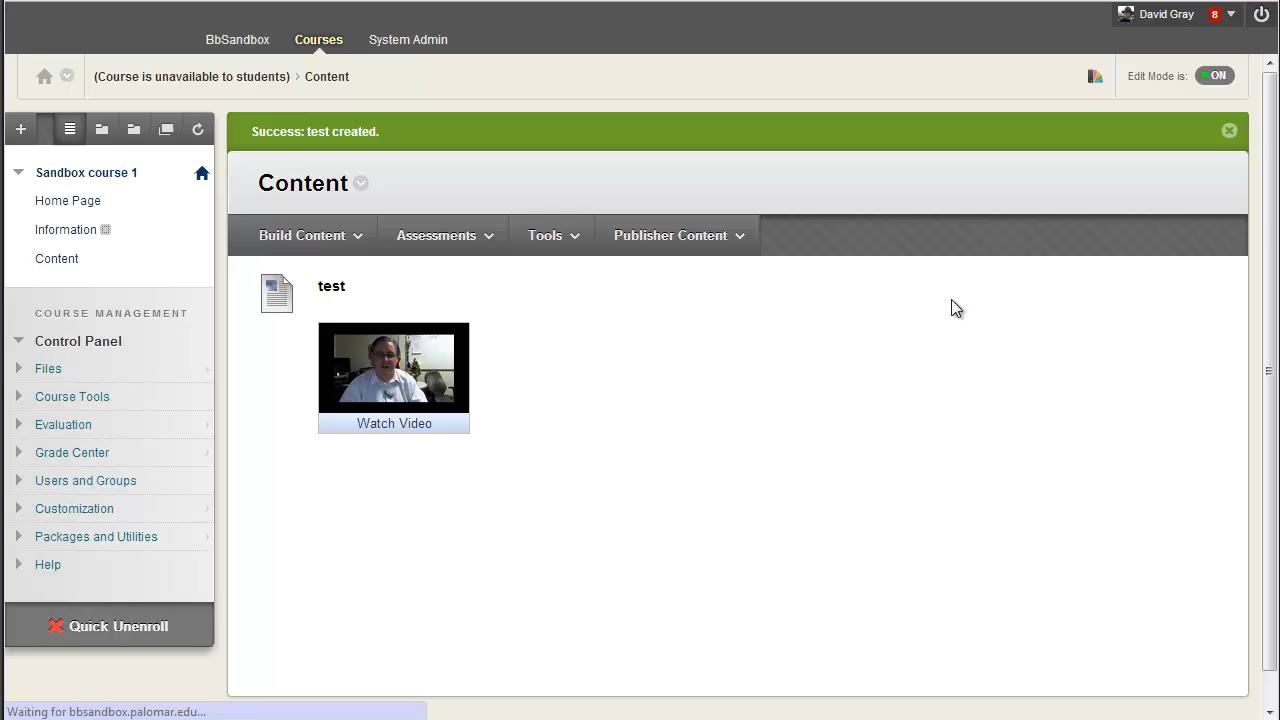 David Gray 8
BbSandbox Courses System Admin
(Course is unavailable to students) > Content
Edit Mode is: ON
Success: test created.
Sandbox course 1
Home Page
Information
Content
COURSE MANAGEMENT
Control Panel
Files
Course Tools
Evaluation
Grade Center
Users and Groups
Customization
Packages and Utilities
Help
Quick Unenroll
Content
Build Content Assessments Tools Publisher Content
test
Watch Video
Waiting for bbsandbox.palomar.edu...